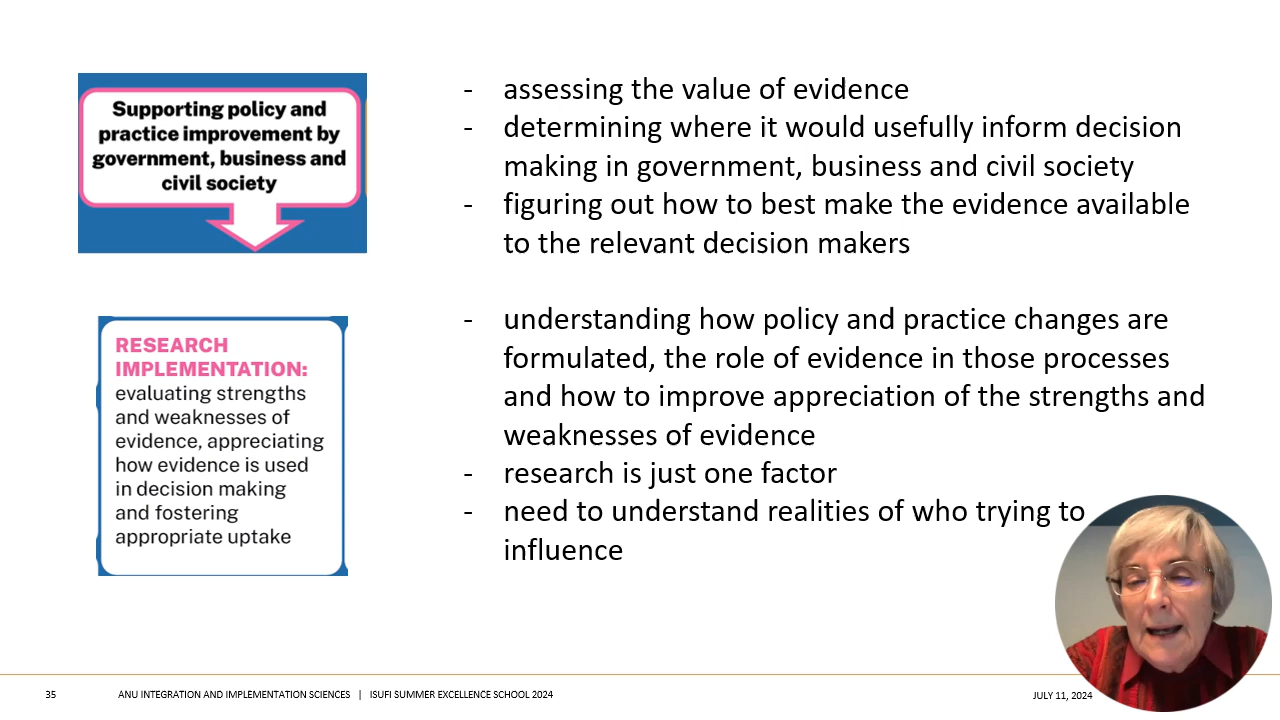 Supporting policy and
practice improvement by
government, business and
civil society
- assessing the value of evidence
- determining where it would usefully inform decision
making in government, business and civil society
- figuring out how to best make the evidence available
to the relevant decision makers
RESEARCH
IMPLEMENTATION:
evaluating strengths
and weaknesses of
evidence, appreciating
how evidence is used
in decision making
and fostering
appropriate uptake
- understanding how policy and practice changes are
formulated, the role of evidence in those processes
and how to improve appreciation of the strengths and
weaknesses of evidence
- research is just one factor
- need to understand realities of who trying to
influence
35 ANU INTEGRATION AND IMPLEMENTATION SCIENCES | ISUFI SUMMER EXCELLENCE SCHOOL 2024 JULY 11, 2024